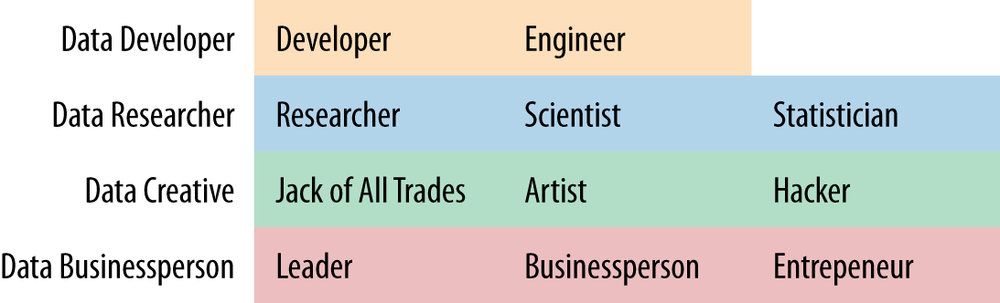 Data Developer Developer Engineer
Data Researcher Researcher Scientist Statistician
Data Creative Jack of All Trades Artist Hacker
Data Businessperson Leader Businessperson Entrepeneur